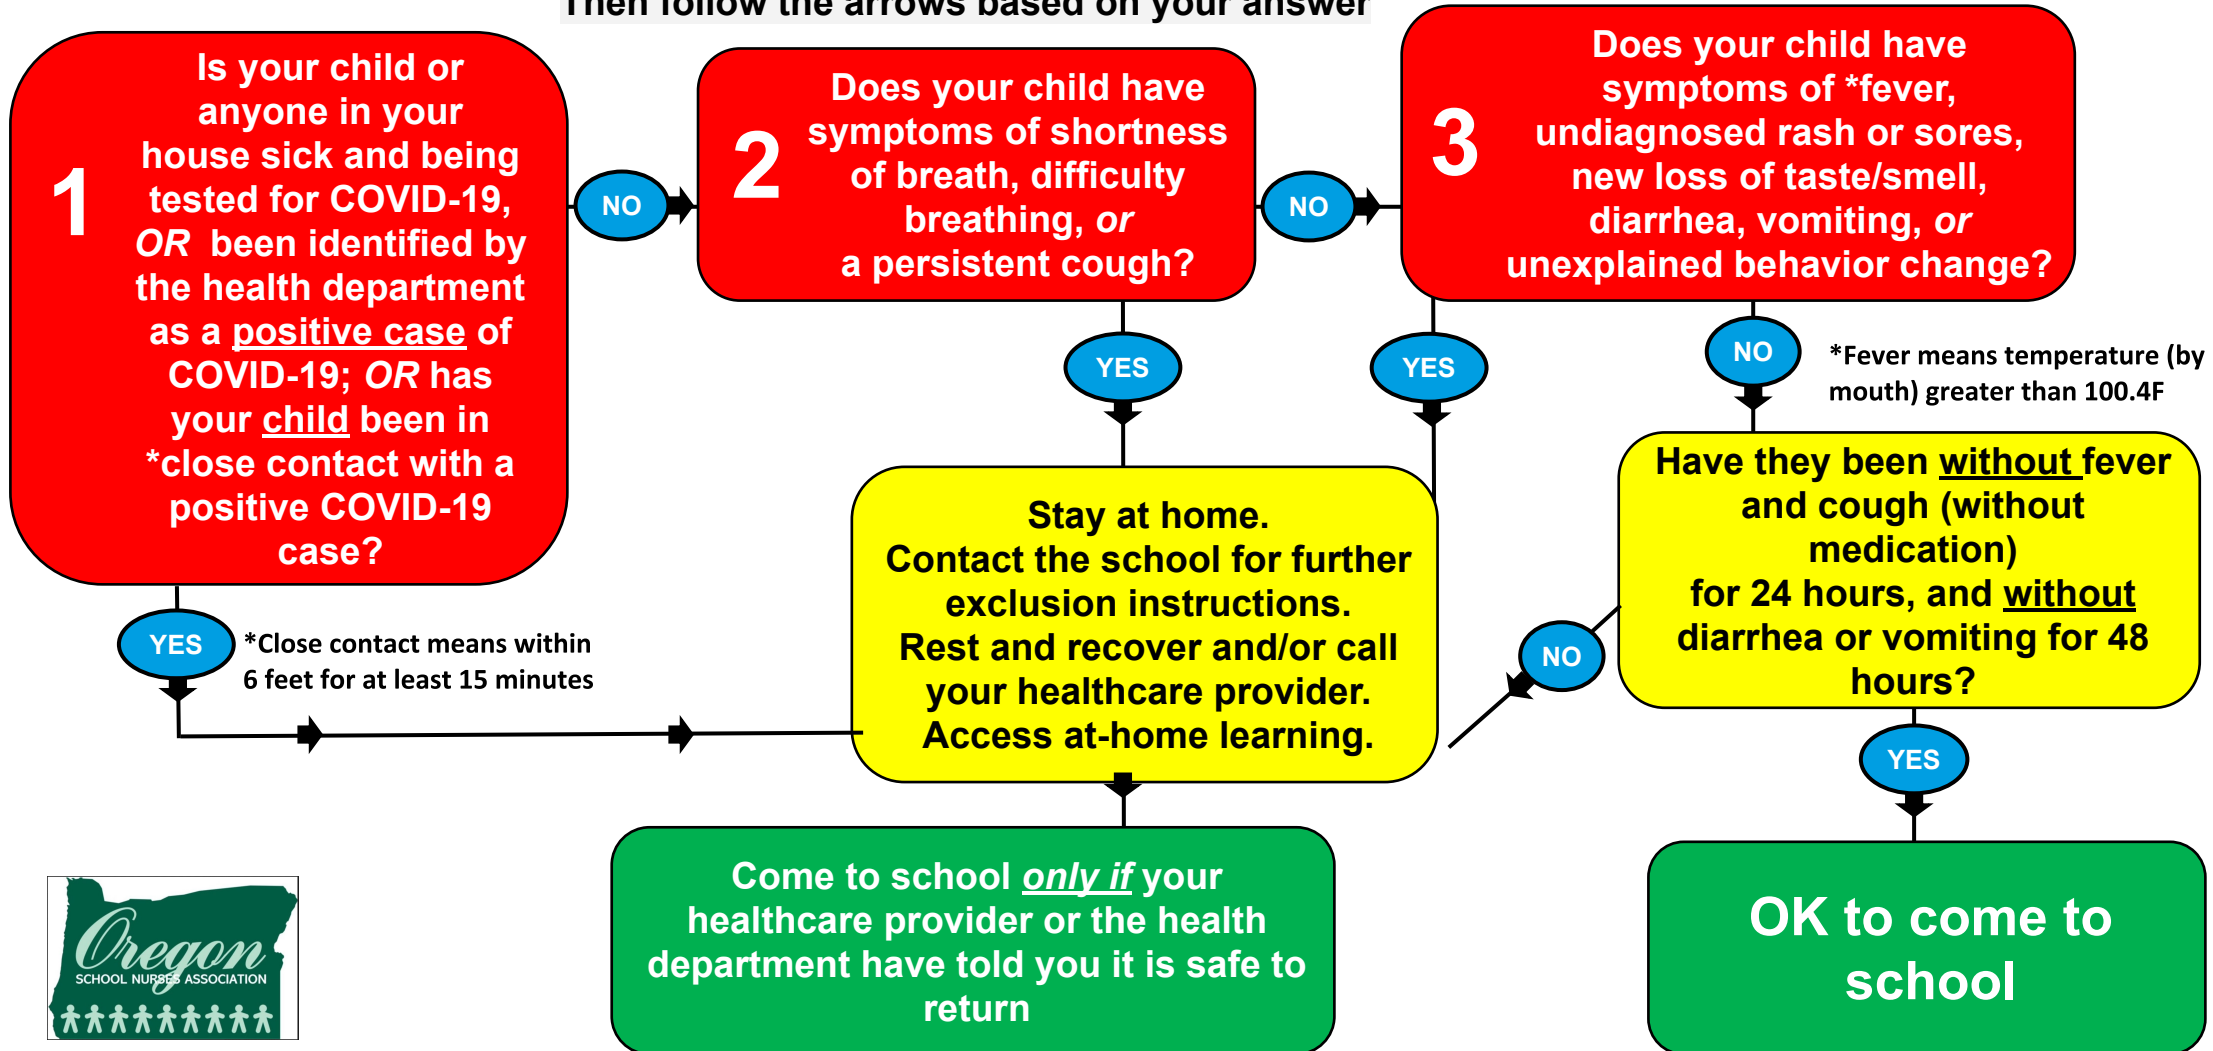 Then follow the arrows based on your answer
1
Is your child or
anyone in your
house sick and being
tested for COVID-19,
OR been identified by
the health department
as a positive case of
COVID-19; OR has
your child been in
*close contact with a
positive COVID-19
case?
NO
2
Does your child have
symptoms of shortness
of breath, difficulty
breathing, or
a persistent cough?
NO
3
Does your child have
symptoms of *fever,
undiagnosed rash or sores,
new loss of taste/smell,
diarrhea, vomiting, or
unexplained behavior change?
YES
YES
NO
*Fever means temperature (by
mouth) greater than 100.4F
YES
*Close contact means within
6 feet for at least 15 minutes
Stay at home.
Contact the school for further
exclusion instructions.
Rest and recover and/or call
your healthcare provider.
Access at-home learning.
NO
Have they been without fever
and cough (without
medication)
for 24 hours, and without
diarrhea or vomiting for 48
hours?
YES
Come to school only if your
healthcare provider or the health
department have told you it is safe to
return
OK to come to
school
Oregon
SCHOOL NURSES ASSOCIATION